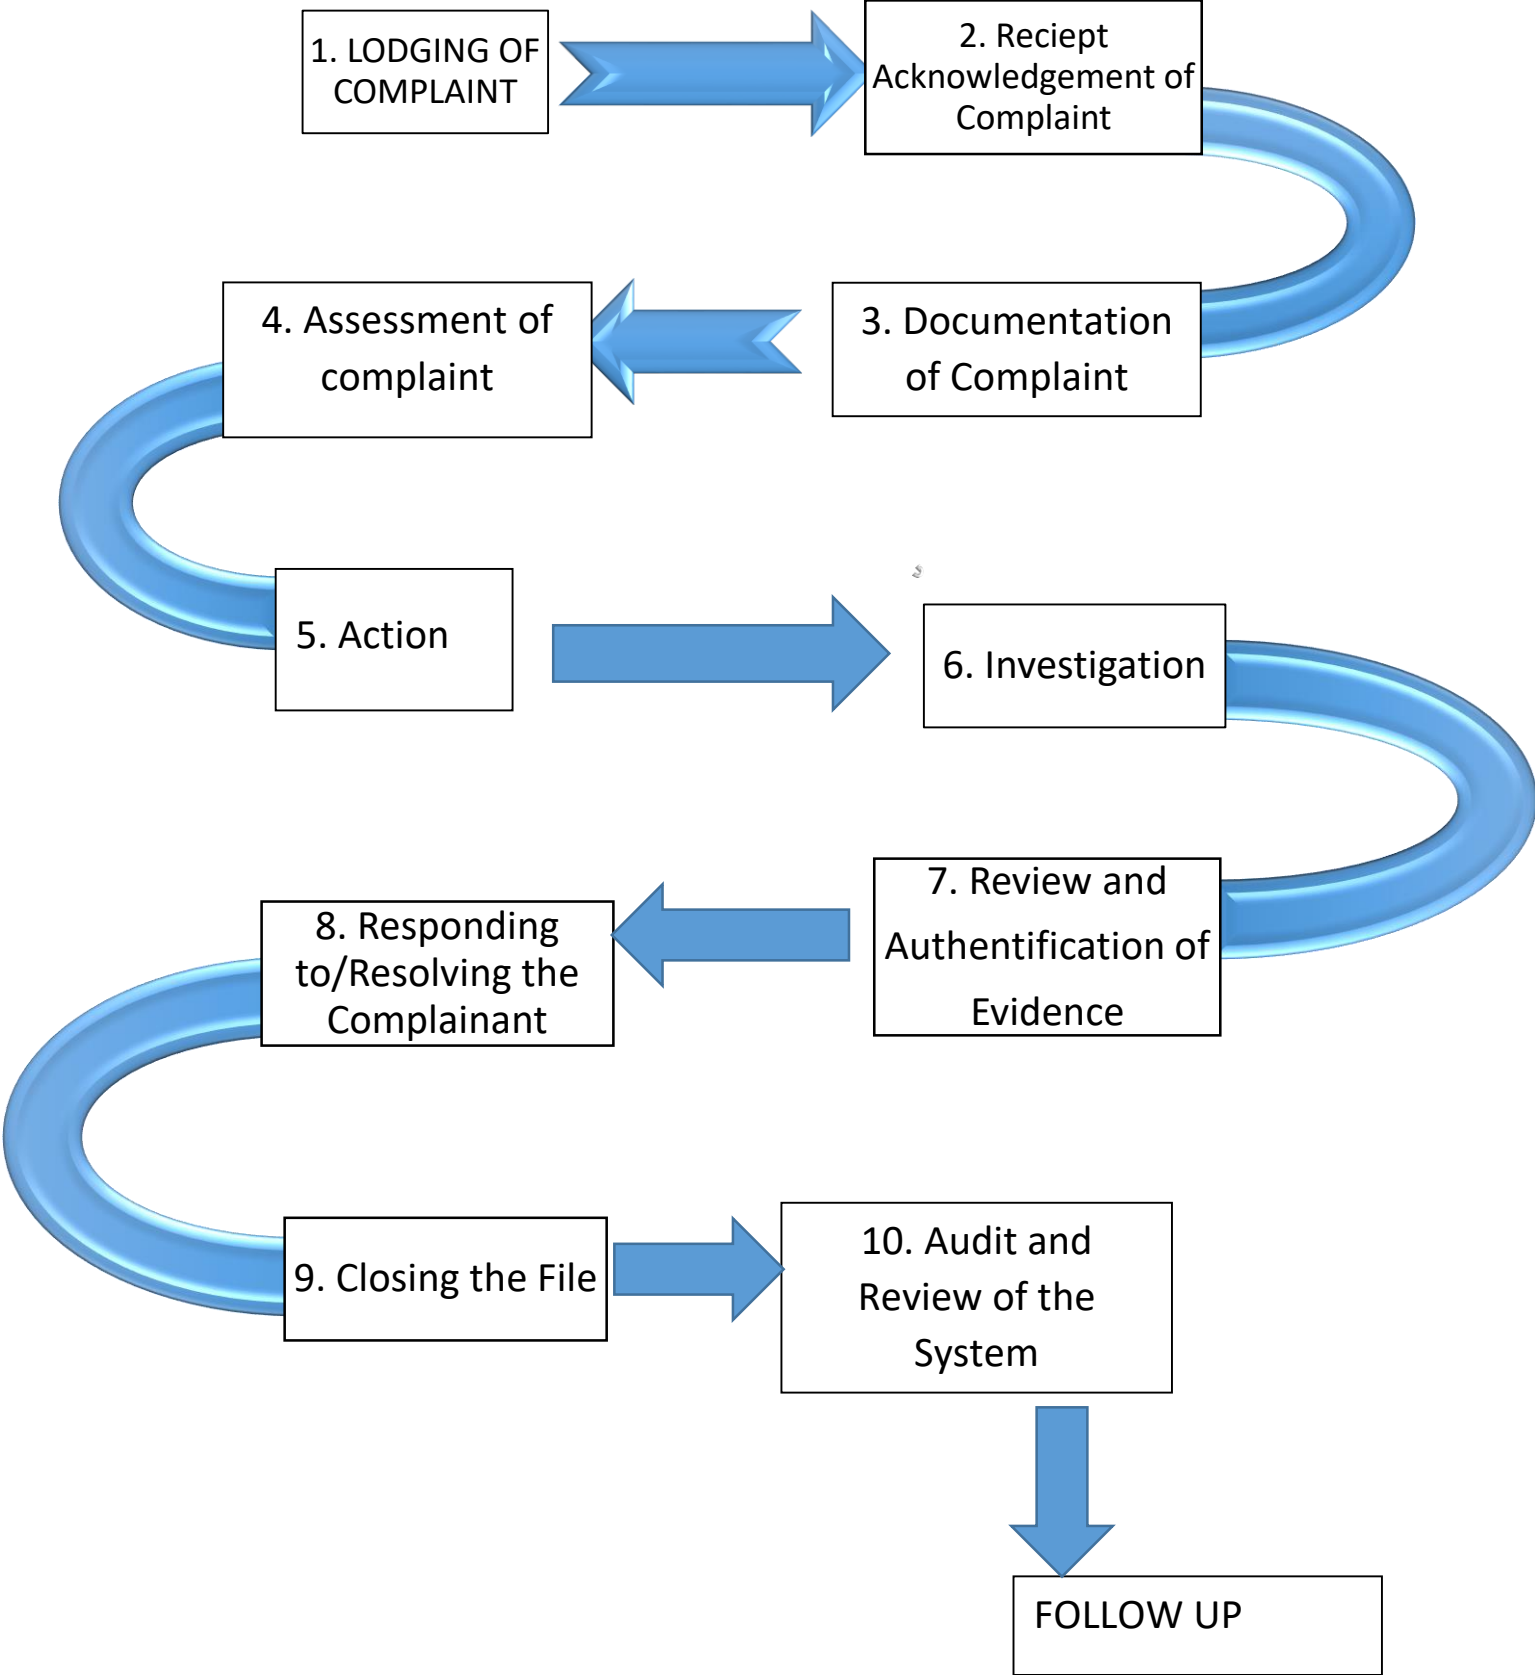 1. LODGING OF
COMPLAINT
2. Reciept
Acknowledgement of
Complaint
3. Documentation
of Complaint
4. Assessment of
complaint
5. Action
6. Investigation
7. Review and
Authentification of
Evidence
8. Responding
to/Resolving the
Complainant
9. Closing the File
10. Audit and
Review of the
System
FOLLOW UP